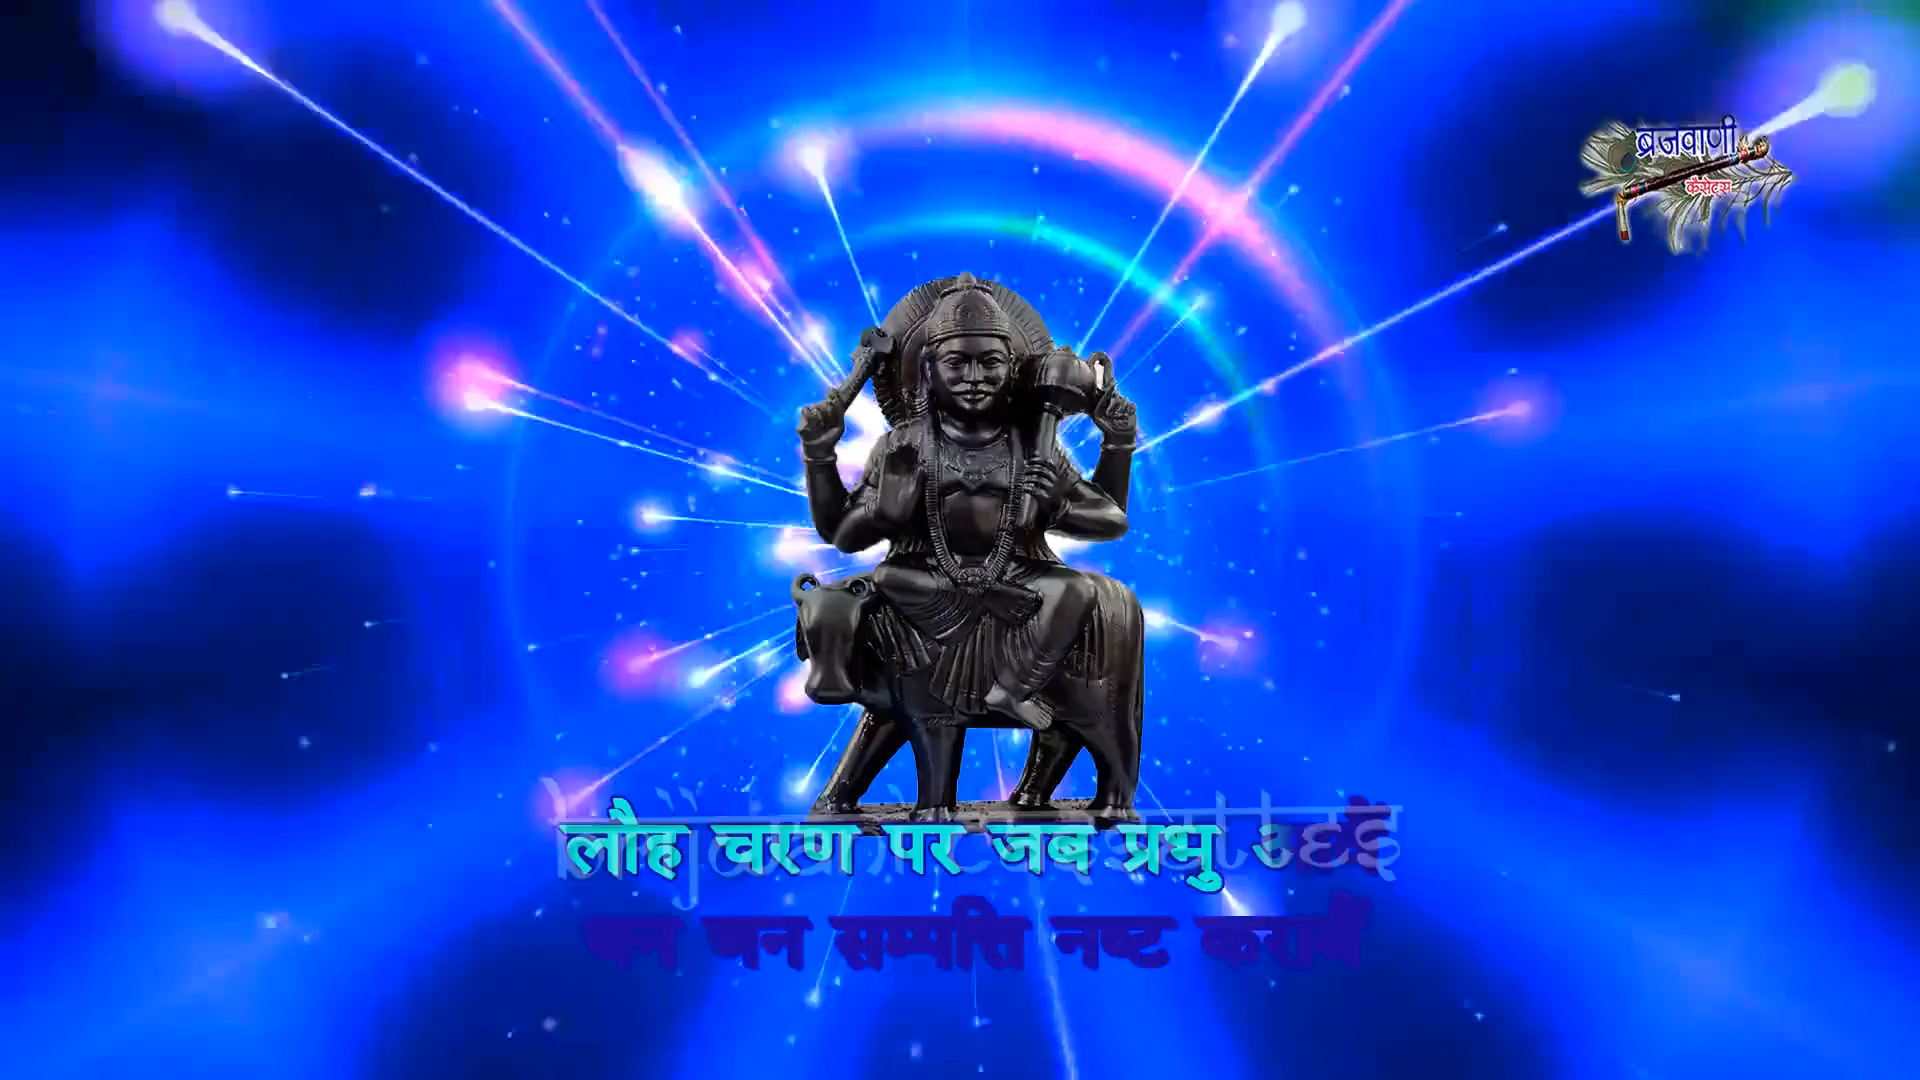 ब्रजवाणी
कैसेट्स
लौह चरण पर जब प्रभु
धन जन सम्पत्ति नष्ट करावैं